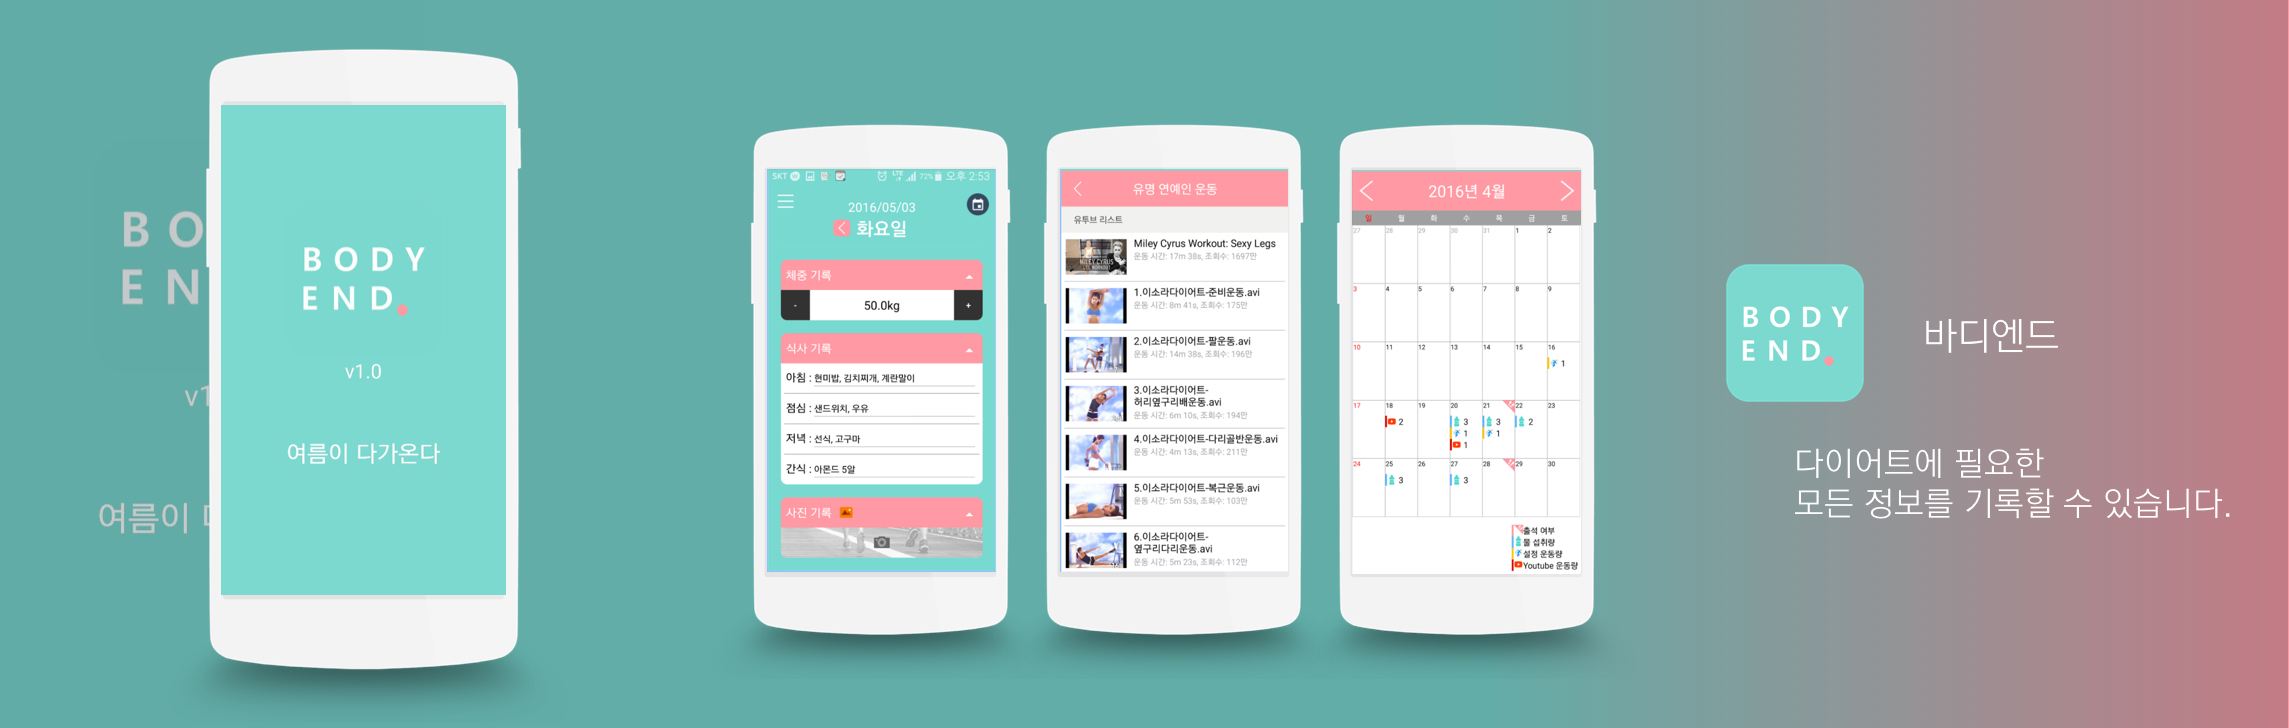 BO
EN
v1
여름이
BODY
END.
v1.0
여름이 다가온다
SKT
LTE
72%
오후 2:53
2016/05/03
화요일
체중 기록
-
50.0kg
+
식사 기록
아침 : 현미밥, 김치찌개, 계란말이
점심 : 샌드위치, 우유
저녁 : 선식, 고구마
간식 : 아몬드 5알
사진 기록
유명 연예인 운동
유투브 리스트
MILEY CYRUS
Miley Cyrus Workout: Sexy Legs
운동 시간: 17m 38s, 조회수: 1697만
1.이소라다이어트-준비운동.avi
운동 시간: 8m 41s, 조회수: 175만
2.이소라다이어트-팔운동.avi
운동 시간: 14m 38s, 조회수: 196만
3.이소라다이어트-
허리옆구리배운동.avi
운동 시간: 6m 10s, 조회수: 194만
4.이소라다이어트-다리골반운동.avi
운동 시간: 4m 13s, 조회수: 211만
5.이소라다이어트-복근운동.avi
운동 시간: 5m 53s, 조회수: 103만
6.이소라다이어트-
옆구리다리운동.avi
운동 시간: 5m 23s, 조회수: 112만
2016년 4월
일 월 화 수 목 금 토
27 28 29 30 31 1 2
3 4 5 6 7 8 9
10 11 12 13 14 15 16
1
17 18 19 20 21 22 23
2 3 3 2
1 1
1
24 25 26 27 28 29 30
3 3
출석 여부
물 섭취량
설정 운동량
Youtube 운동량
BODY
END.
바디엔드
다이어트에 필요한
모든 정보를 기록할 수 있습니다.